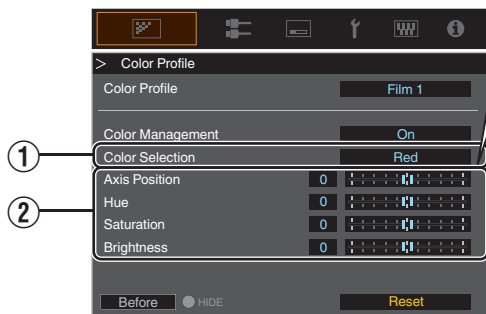 > Color Profile
Color Profile Film 1
Color Management On
① Color Selection Red
② Axis Position 0
Hue 0
Saturation 0
Brightness 0
Before HIDE Reset